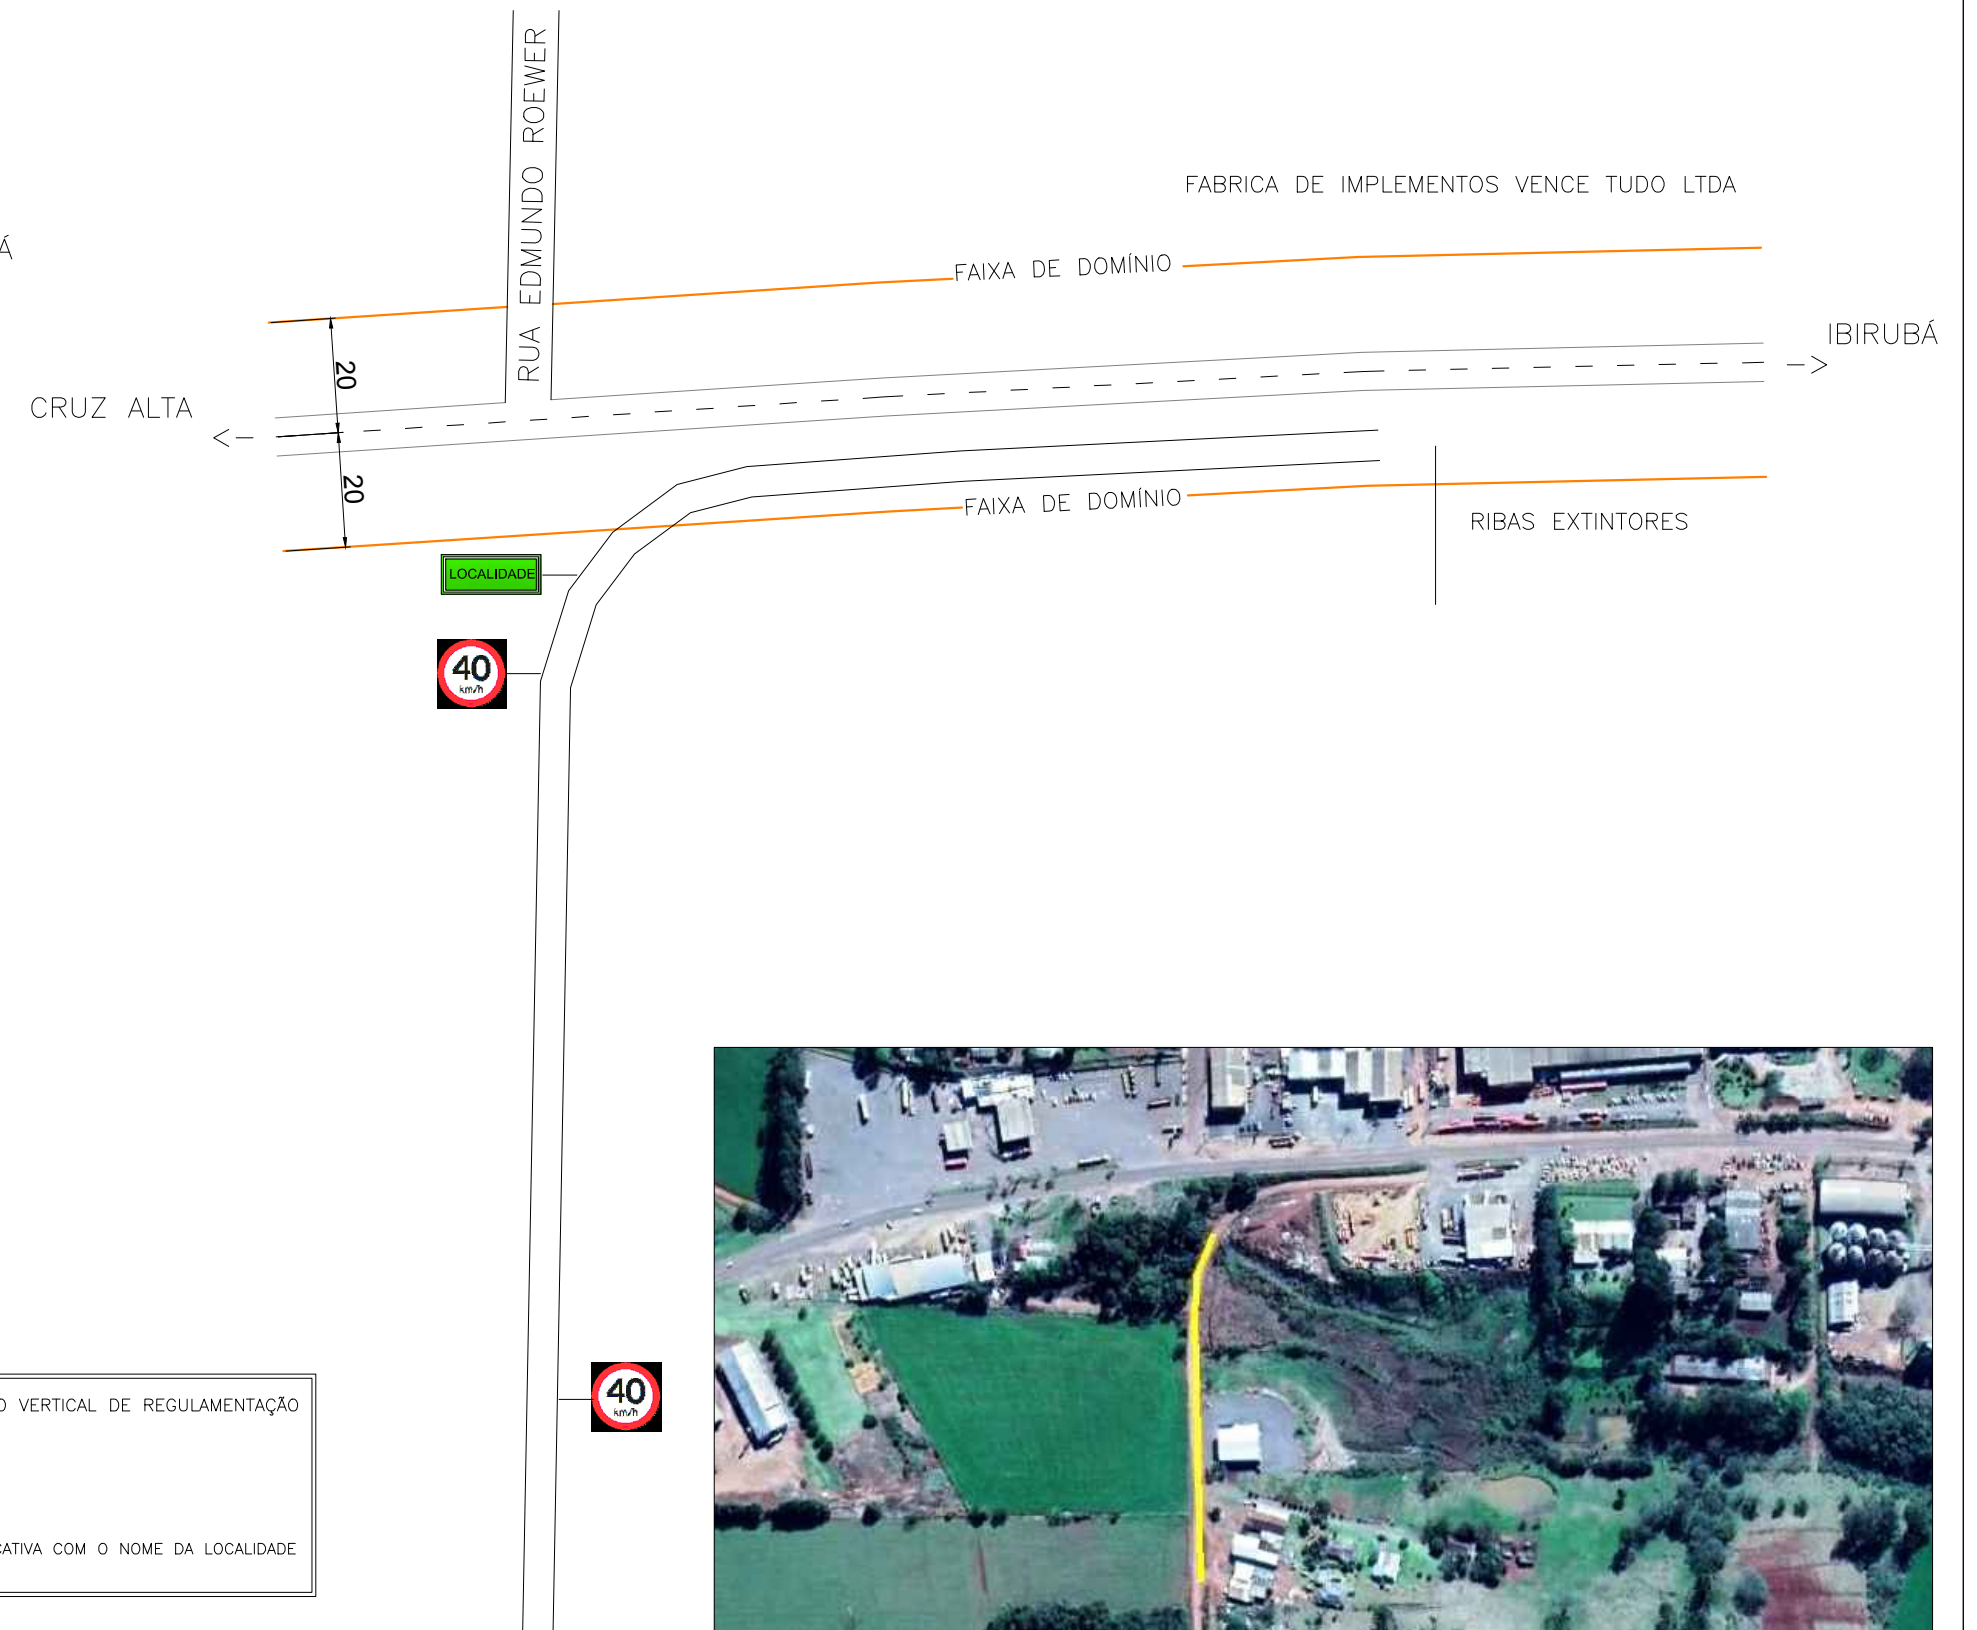 RUA EDMUNDO ROEWER
FABRICA DE IMPLEMENTOS VENCE TUDO LTDA
Á
FAIXA DE DOMÍNIO
IBIRUBÁ
20
CRUZ ALTA
20
FAIXA DE DOMÍNIO
RIBAS EXTINTORES
LOCALIDADE
40
km/h
40
km/h
O VERTICAL DE REGULAMENTAÇÃO
CATIVA COM O NOME DA LOCALIDADE